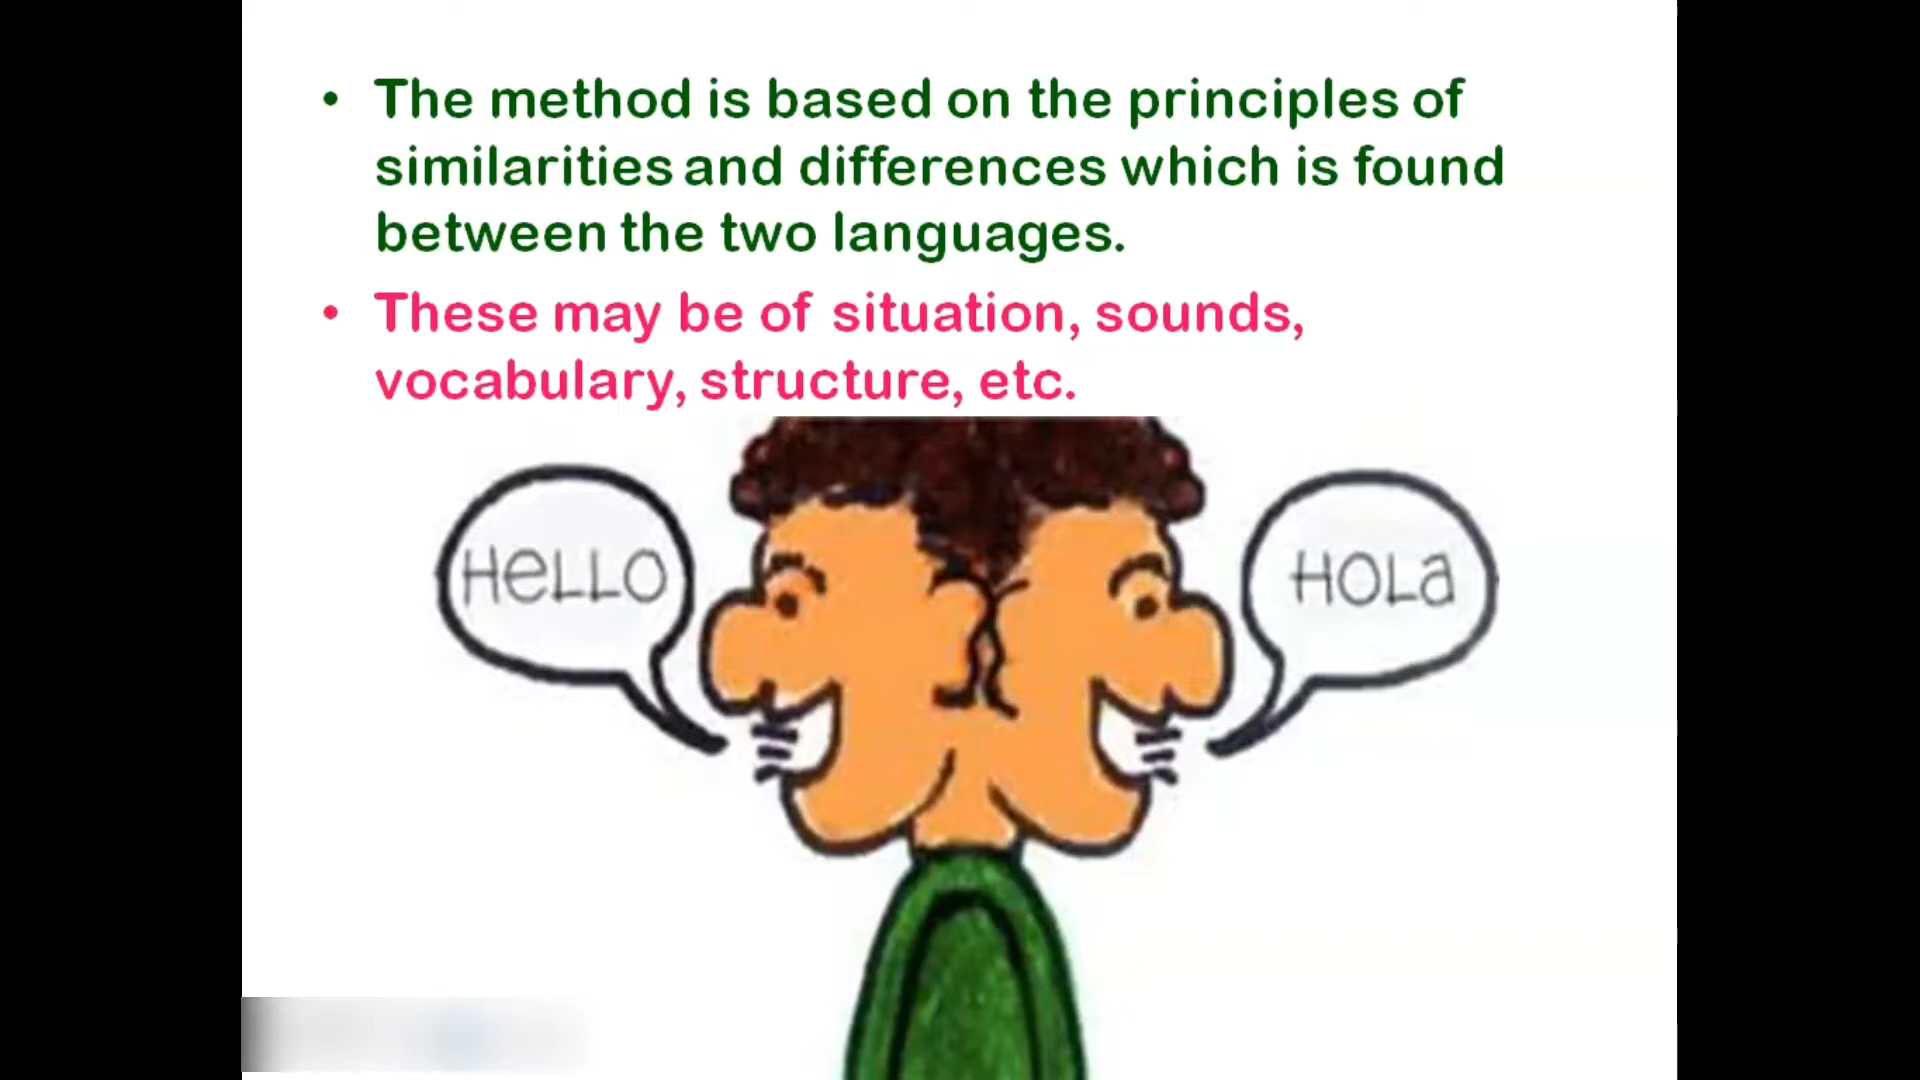 • The method is based on the principles of
similarities and differences which is found
between the two languages.
• These may be of situation, sounds,
vocabulary, structure, etc.
HeLLO
HOLa